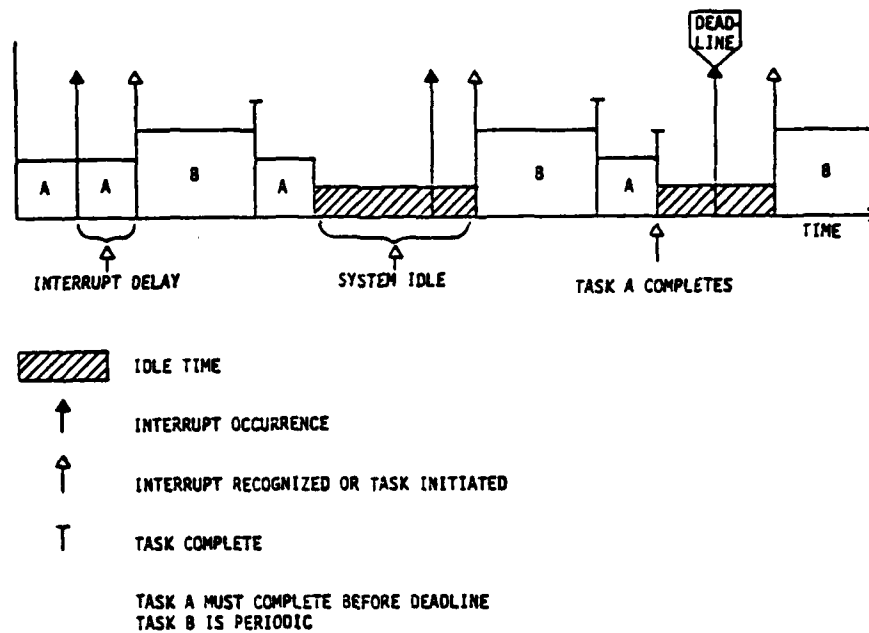 DEAD-
LINE
A
A
B
A
B
A
B
TIME
INTERRUPT DELAY
SYSTEM IDLE
TASK A COMPLETES
IDLE TIME
INTERRUPT OCCURRENCE
INTERRUPT RECOGNIZED OR TASK INITIATED
TASK COMPLETE
TASK A MUST COMPLETE BEFORE DEADLINE
TASK B IS PERIODIC